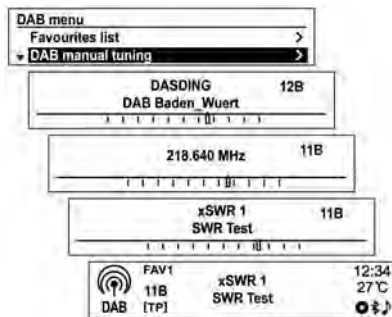 DAB menu
Favourites list >
DAB manual tuning >
DASDING 12B
DAB Baden_Wuert
218.640 MHz 11B
xSWR 1 11B
SWR Test
FAV1 xSWR 1 12:34
11B SWR Test 27℃
DAB [TP]